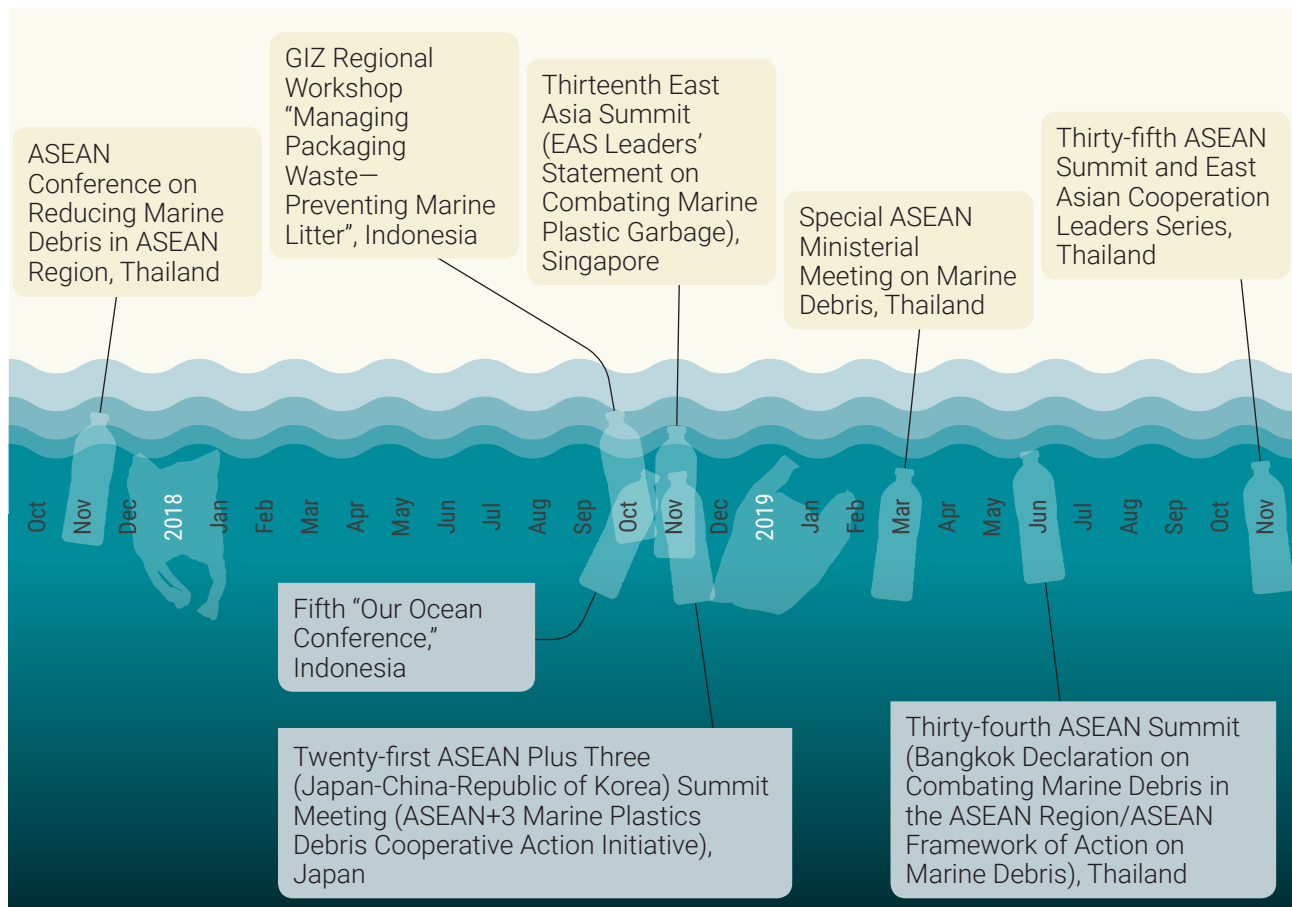 ASEAN
Conference on
Reducing Marine
Debris in ASEAN
Region, Thailand
GIZ Regional
Workshop
“Managing
Packaging
Waste—
Preventing Marine
Litter”, Indonesia
Thirteenth East
Asia Summit
(EAS Leaders’
Statement on
Combating Marine
Plastic Garbage),
Singapore
Special ASEAN
Ministerial
Meeting on Marine
Debris, Thailand
Thirty-fifth ASEAN
Summit and East
Asian Cooperation
Leaders Series,
Thailand
Oct
Nov
Dec
2018
Jan
Feb
Mar
Apr
May
Jun
Jul
Aug
Sep
Oct
Nov
Dec
2019
Jan
Feb
Mar
Apr
May
Jun
Jul
Aug
Sep
Oct
Nov
Fifth “Our Ocean
Conference,”
Indonesia
Twenty-first ASEAN Plus Three
(Japan-China-Republic of Korea) Summit
Meeting (ASEAN+3 Marine Plastics
Debris Cooperative Action Initiative),
Japan
Thirty-fourth ASEAN Summit
(Bangkok Declaration on
Combating Marine Debris in
the ASEAN Region/ASEAN
Framework of Action on
Marine Debris), Thailand